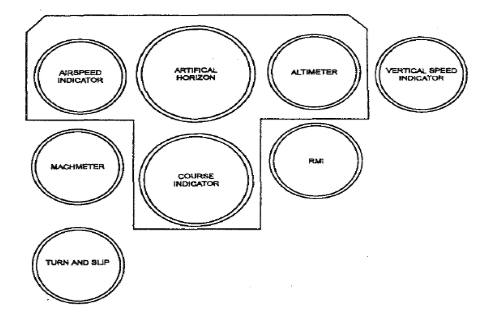 AIRSPEED
INDICATOR
ARTIFICAL
HORIZON
ALTIMETER
VERTICAL SPEED
INDICATOR
MACHMETER
COURSE
INDICATOR
RMI
TURN AND SLIP